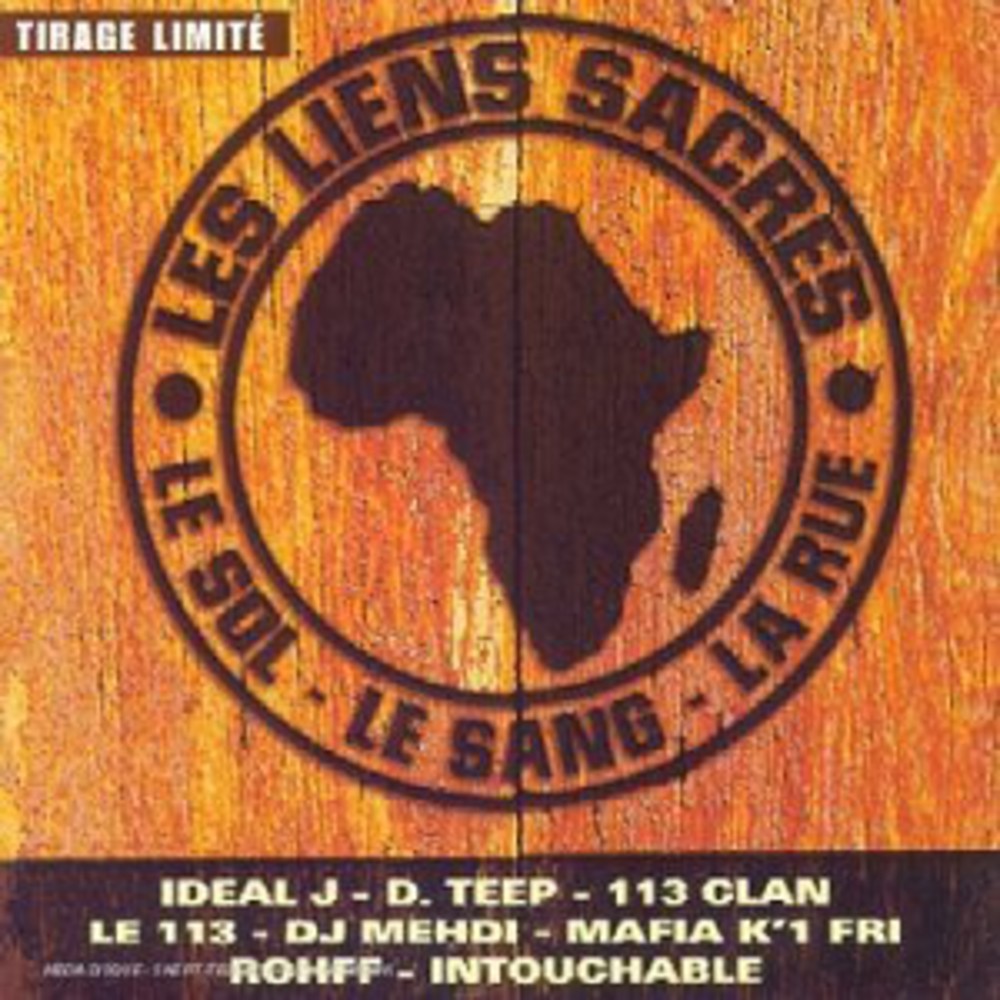 TIRAGE LIMITÉ
LES LIENS SACRES
LE SOL - LE SANG - LA RUE
IDEAL J - D. TEEP - 113 CLAN
LE 113 - DJ MEHDI - MAFIA K'1 FRI
ROHFF - INTOUCHABLE